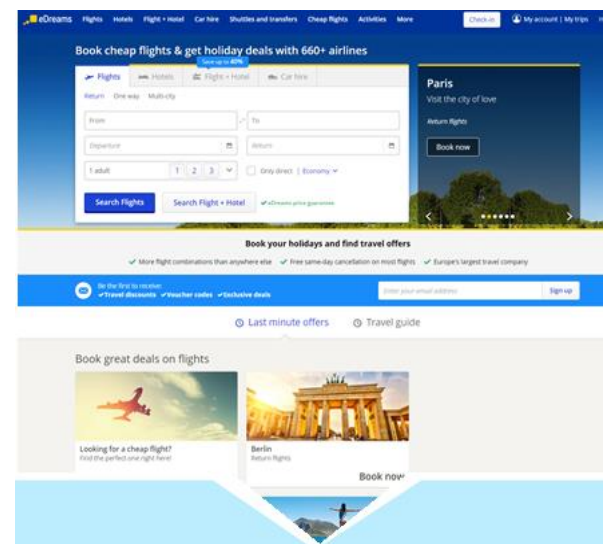 eDreams Flights Hotels Flight + Hotel Car hire Shuttles and transfers Cheap flights Activities More Check-in My account | My trips
Book cheap flights & get holiday deals with 660+ airlines
Save up to 40%
Flights Hotels Flight + Hotel Car hire
Return One way Multi-city
From To
Departure Return
1 adult 1 2 3 Only direct | Economy
Search Flights Search Flight + Hotel eDreams price guarantee
Paris
Visit the city of love
Return flights
Book now
Book your holidays and find travel offers
More flight combinations than anywhere else Free same-day cancellation on most flights Europe's largest travel company
Be the first to receive:
Travel discounts Voucher codes Exclusive deals
Enter your email address Sign up
Last minute offers Travel guide
Book great deals on flights
Looking for a cheap flight?
Find the perfect one right here!
Berlin
Return flights
Book now